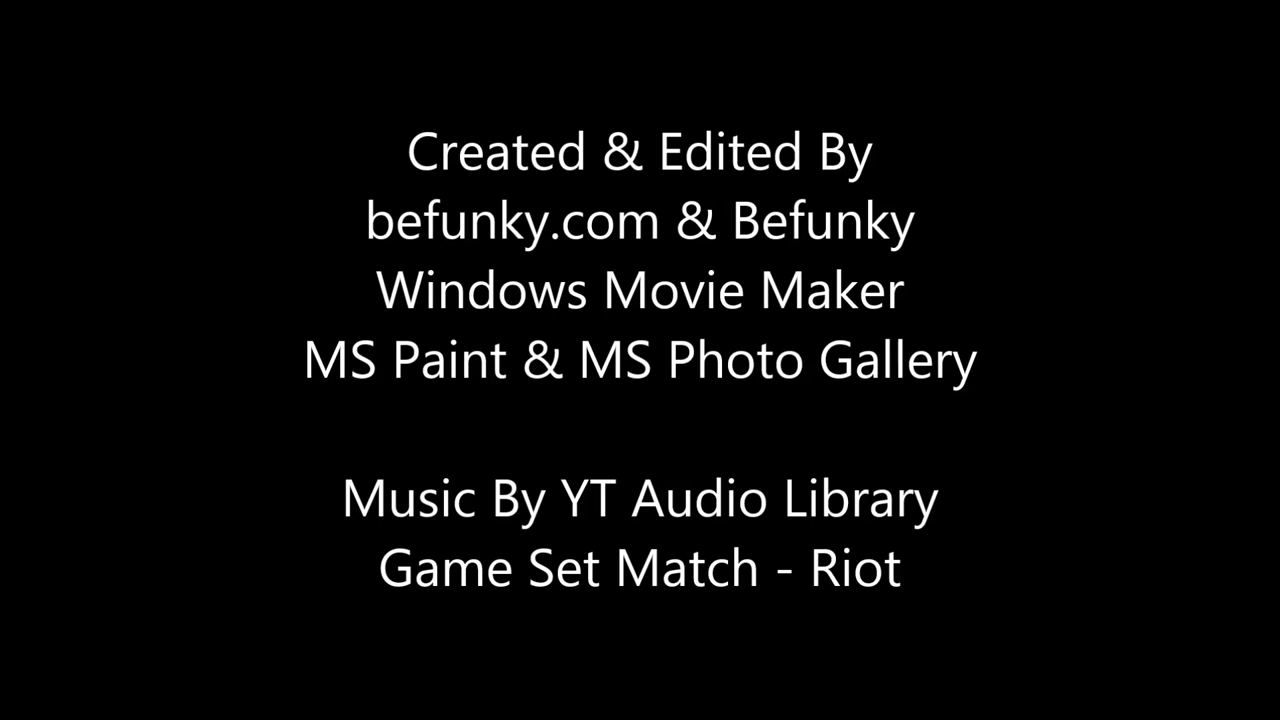 Created & Edited By
befunky.com & Befunky
Windows Movie Maker
MS Paint & MS Photo Gallery
Music By YT Audio Library
Game Set Match - Riot